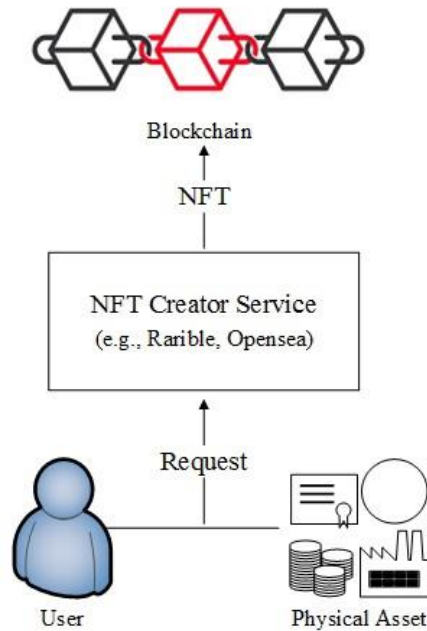 Blockchain
NFT
NFT Creator Service
(e.g., Rarible, Opensea)
Request
User
Physical Asset